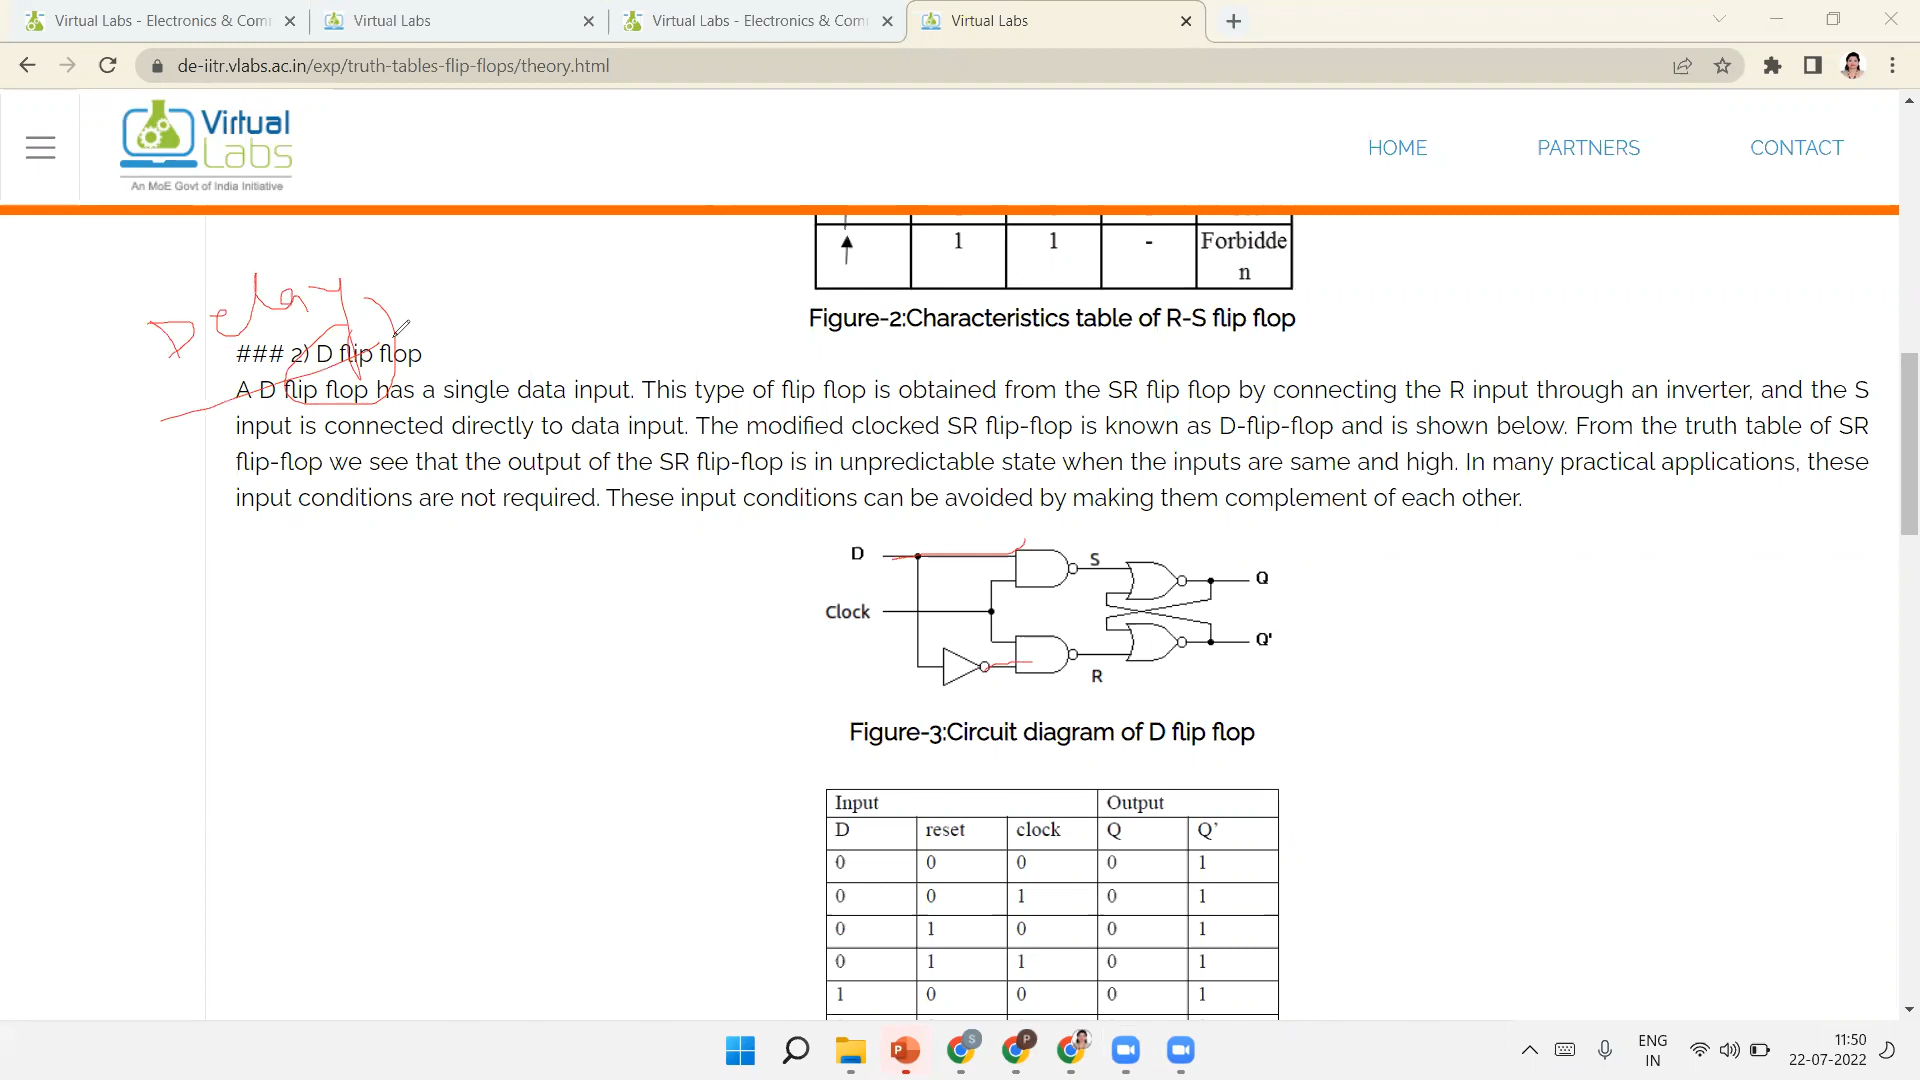 Virtual Labs - Electronics & Com
Virtual Labs
Virtual Labs - Electronics & Com
Virtual Labs
de-iitr.vlabs.ac.in/exp/truth-tables-flip-flops/theory.html
Virtual
Labs
An MoE Govt of India Initiative
HOME
PARTNERS
CONTACT
1 1 - Forbidde
n
Figure-2:Characteristics table of R-S flip flop
Delay
### 2) D flip flop
A D flip flop has a single data input. This type of flip flop is obtained from the SR flip flop by connecting the R input through an inverter, and the S
input is connected directly to data input. The modified clocked SR flip-flop is known as D-flip-flop and is shown below. From the truth table of SR
flip-flop we see that the output of the SR flip-flop is in unpredictable state when the inputs are same and high. In many practical applications, these
input conditions are not required. These input conditions can be avoided by making them complement of each other.
D
S
Q
Clock
Q'
R
Figure-3:Circuit diagram of D flip flop
Input Output
D reset clock Q Q’
0 0 0 0 1
0 0 1 0 1
0 1 0 0 1
0 1 1 0 1
1 0 0 0 1
S
P
P
ENG
IN
11:50
22-07-2022